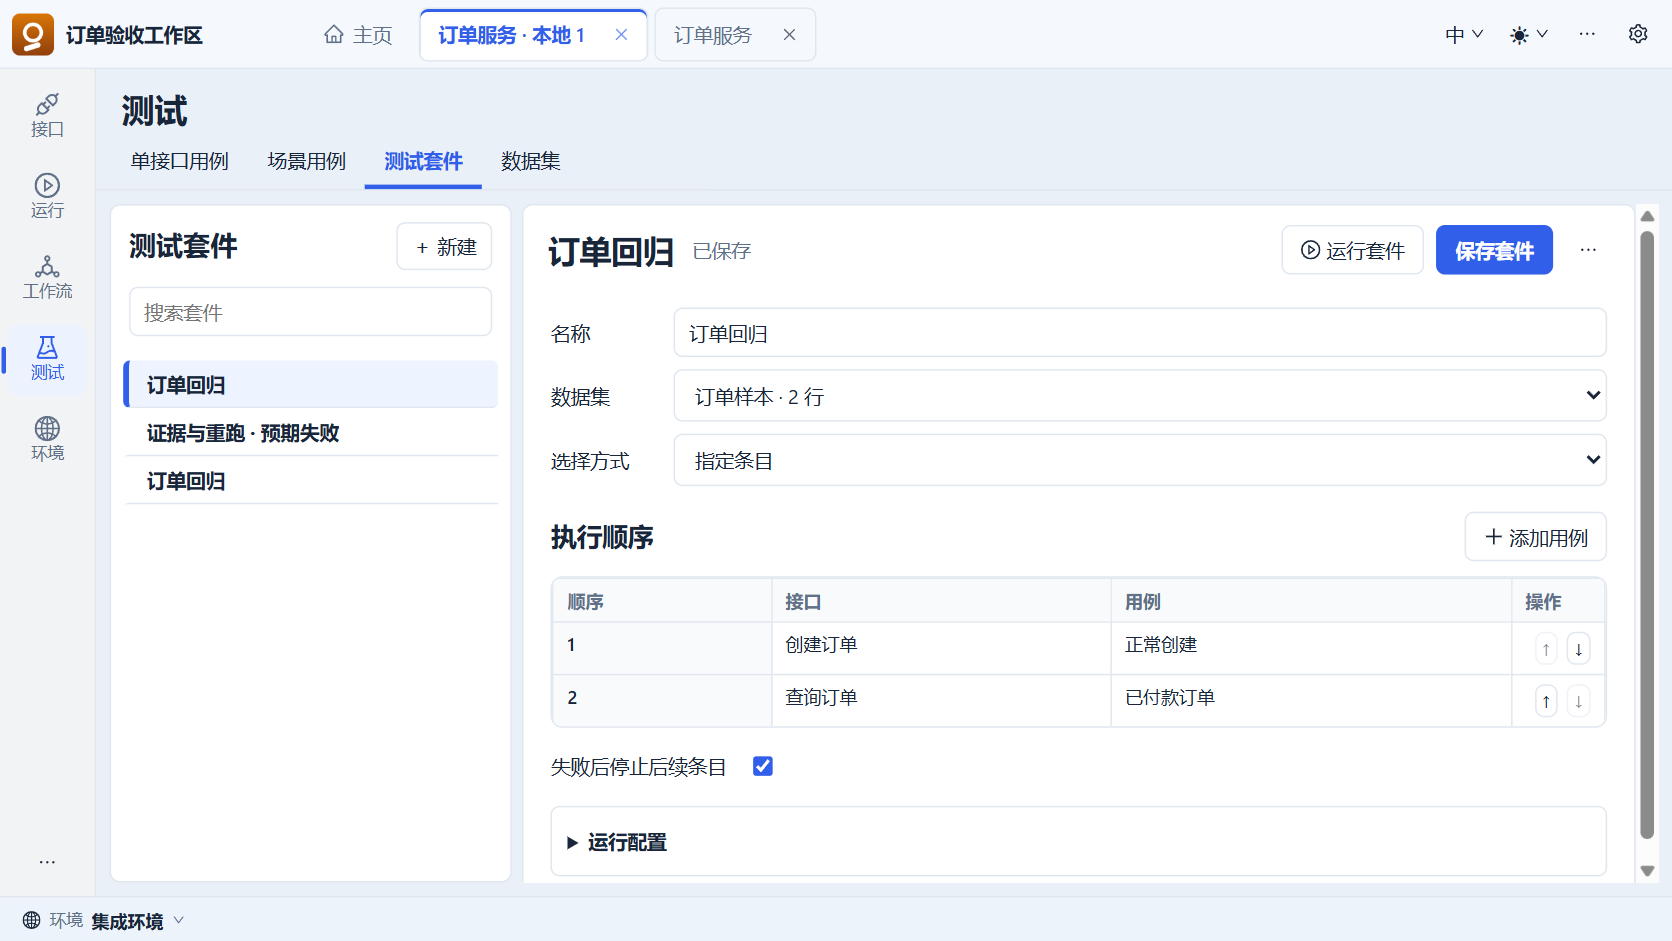 订单验收工作区
主页
订单服务 · 本地 1
订单服务
中
接口
运行
工作流
测试
环境
测试
单接口用例
场景用例
测试套件
数据集
测试套件
+ 新建
搜索套件
订单回归
证据与重跑 · 预期失败
订单回归
订单回归 已保存
运行套件
保存套件
名称
订单回归
数据集
订单样本 · 2 行
选择方式
指定条目
执行顺序
+ 添加用例
顺序 接口 用例 操作
1 创建订单 正常创建 ↑ ↓
2 查询订单 已付款订单 ↑ ↓
失败后停止后续条目
运行配置
环境 集成环境